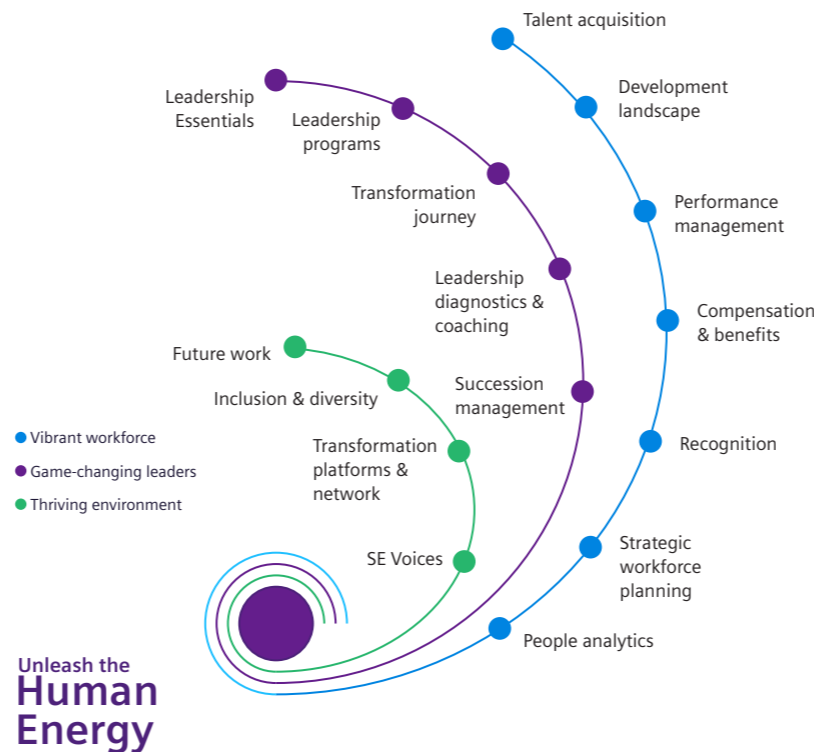 Talent acquisition
Development
landscape
Leadership
Essentials
Leadership
programs
Transformation
journey
Performance
management
Leadership
diagnostics &
coaching
Compensation
& benefits
Future work
Inclusion & diversity
Succession
management
Transformation
platforms &
network
Recognition
Vibrant workforce
Game-changing leaders
Thriving environment
SE Voices
Strategic
workforce
planning
People analytics
Unleash the
Human
Energy